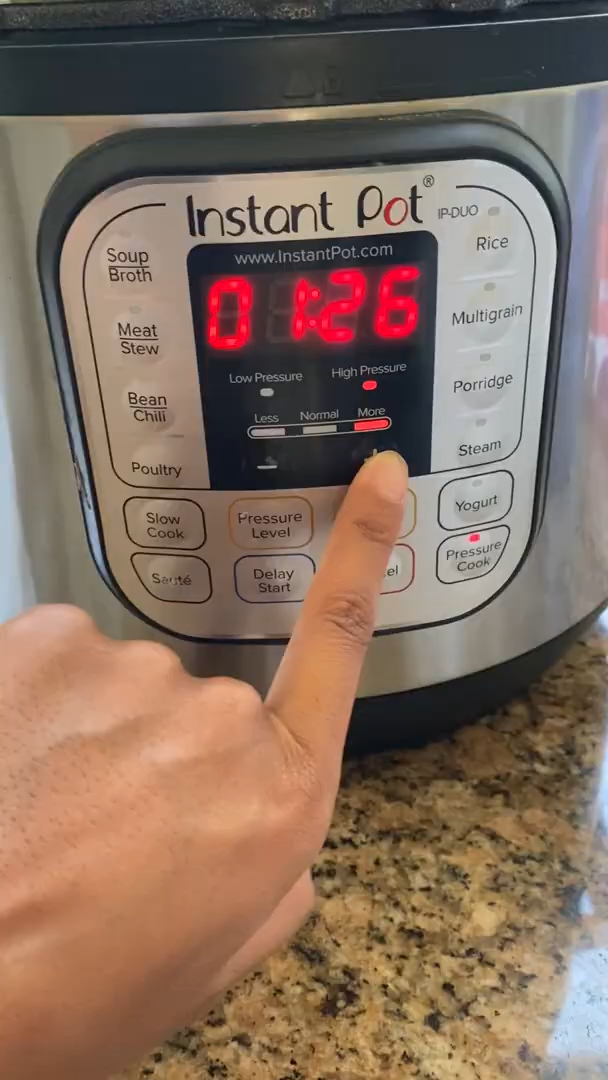 Instant Pot®
IP-DUO
www.InstantPot.com
01:26
Low Pressure
High Pressure
Less
Normal
More
−
+
Soup
Broth
Meat
Stew
Bean
Chili
Poultry
Slow
Cook
Sauté
Pressure
Level
Delay
Start
Rice
Multigrain
Porridge
Steam
Yogurt
Pressure
Cook